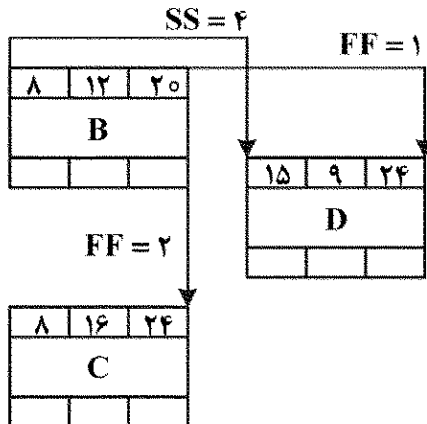 SS = ۴
FF = ۱
۸ ۱۲ ۲۰
B
۱۵ ۹ ۲۴
D
FF = ۲
۸ ۱۶ ۲۴
C